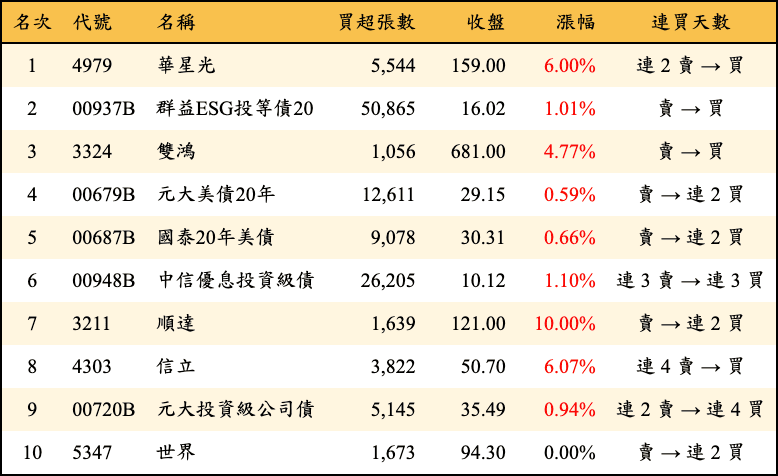 名次 代號 名稱 買超張數 收盤 漲幅 連買天數
1 4979 華星光 5,544 159.00 6.00% 連 2 賣 → 買
2 00937B 群益ESG投等債20 50,865 16.02 1.01% 賣 → 買
3 3324 雙鴻 1,056 681.00 4.77% 賣 → 買
4 00679B 元大美債20年 12,611 29.15 0.59% 賣 → 連 2 買
5 00687B 國泰20年美債 9,078 30.31 0.66% 賣 → 連 2 買
6 00948B 中信優息投資級債 26,205 10.12 1.10% 連 3 賣 → 連 3 買
7 3211 順達 1,639 121.00 10.00% 賣 → 連 2 買
8 4303 信立 3,822 50.70 6.07% 連 4 賣 → 買
9 00720B 元大投資級公司債 5,145 35.49 0.94% 連 2 賣 → 連 4 買
10 5347 世界 1,673 94.30 0.00% 賣 → 連 2 買